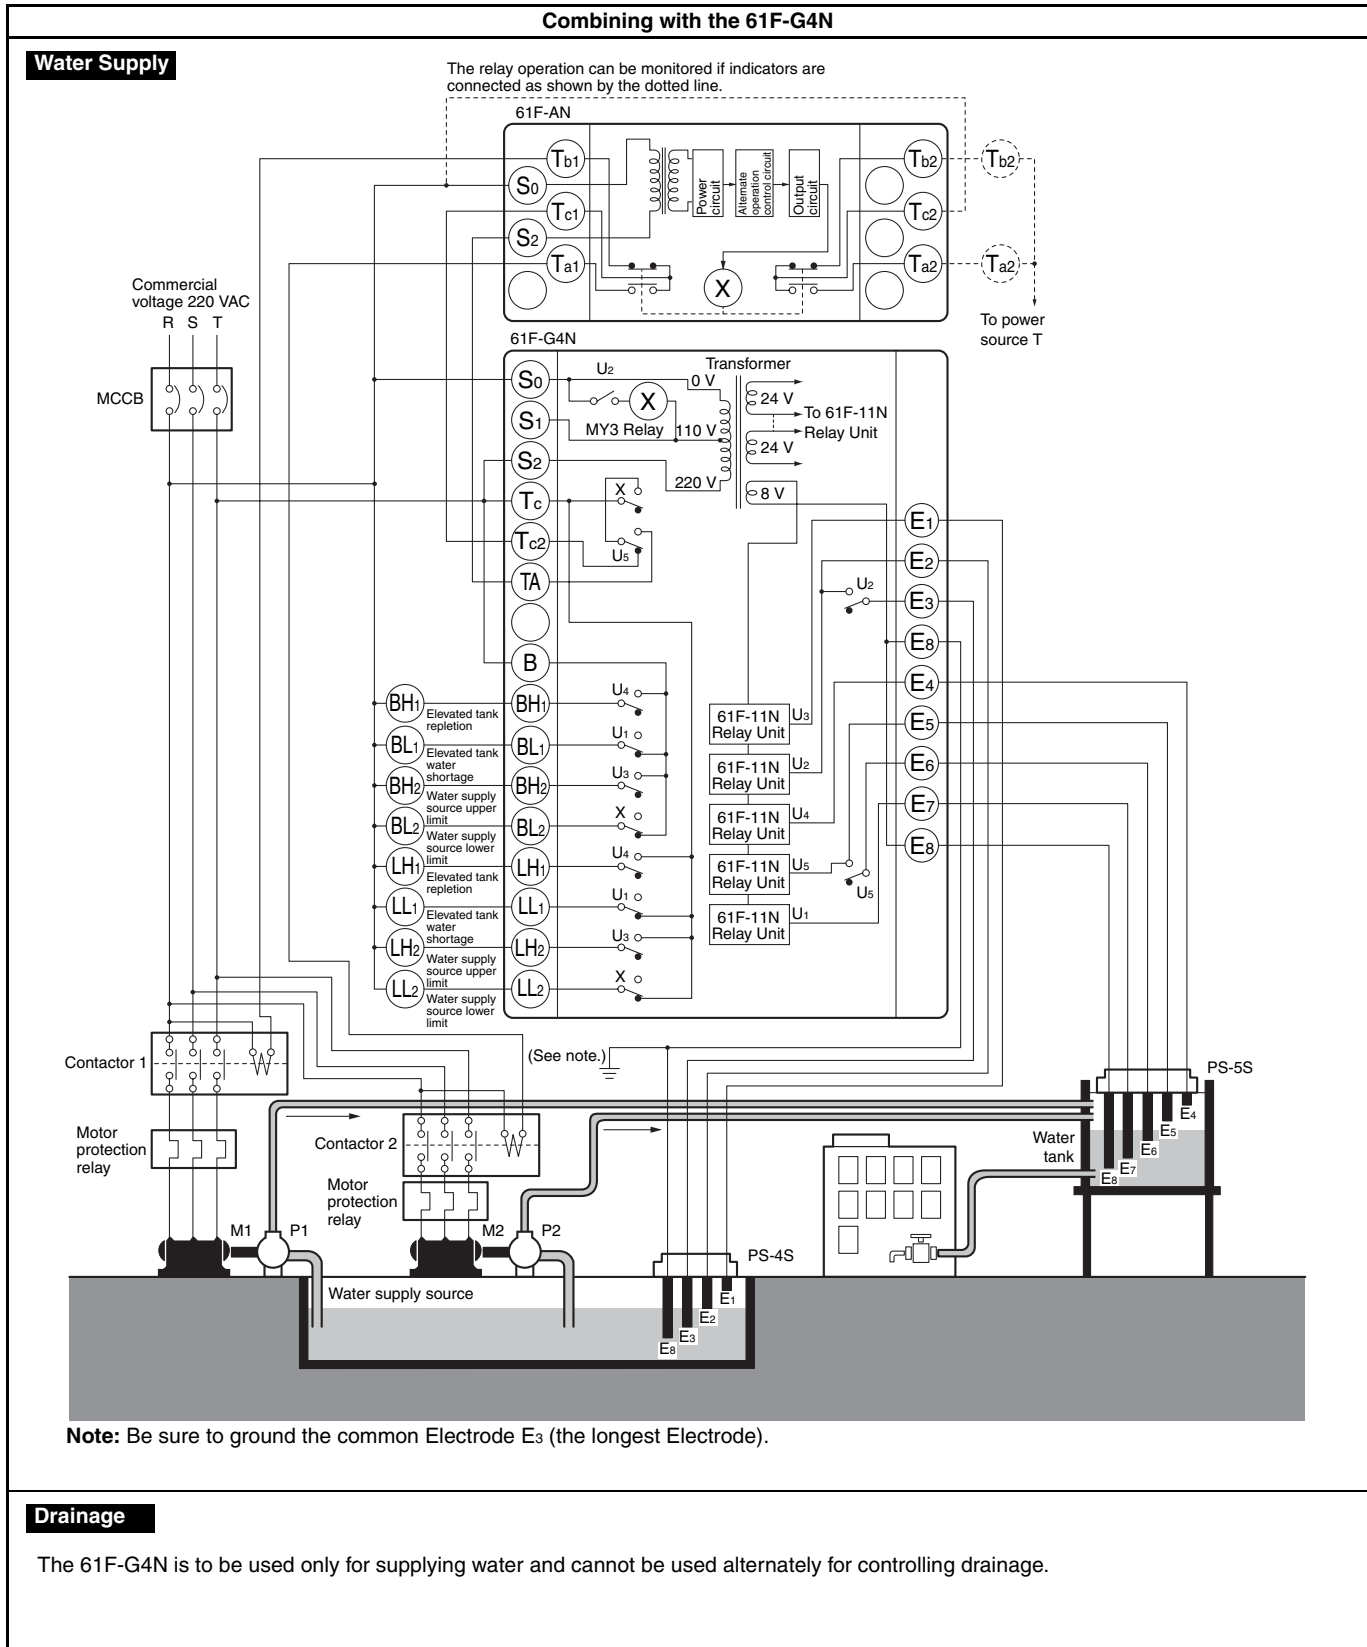 Combining with the 61F-G4N
Water Supply
The relay operation can be monitored if indicators are
connected as shown by the dotted line.
61F-AN
Tb1
S0
Tc1
S2
Ta1
Power
circuit
Alternate
operation
control circuit
Output
circuit
X
Tb2
Tc2
Ta2
Tb2
Ta2
To power
source T
Commercial
voltage 220 VAC
R S T
MCCB
61F-G4N
S0
S1
S2
Tc
Tc2
TA
B
U2
X
MY3 Relay
Transformer
0 V
110 V
220 V
24 V
24 V
8 V
To 61F-11N
Relay Unit
X
U5
E1
E2
U2
E3
E8
E4
E5
E6
E7
E8
BH1
Elevated tank
repletion
BH1
U4
BL1
Elevated tank
water
shortage
BL1
U1
BH2
Water supply
source upper
limit
BH2
U3
BL2
Water supply
source lower
limit
BL2
X
LH1
Elevated tank
repletion
LH1
U4
LL1
Elevated tank
water
shortage
LL1
U1
LH2
Water supply
source upper
limit
LH2
U3
LL2
Water supply
source lower
limit
LL2
X
61F-11N
Relay Unit
U3
61F-11N
Relay Unit
U2
61F-11N
Relay Unit
U4
61F-11N
Relay Unit
U5
U5
61F-11N
Relay Unit
U1
Contactor 1
(See note.)
PS-5S
Motor
protection
relay
Contactor 2
Motor
protection
relay
Water
tank
E4
E5
E6
E7
E8
M1
P1
M2
P2
PS-4S
Water supply source
E1
E2
E3
E8
Note: Be sure to ground the common Electrode E3 (the longest Electrode).
Drainage
The 61F-G4N is to be used only for supplying water and cannot be used alternately for controlling drainage.